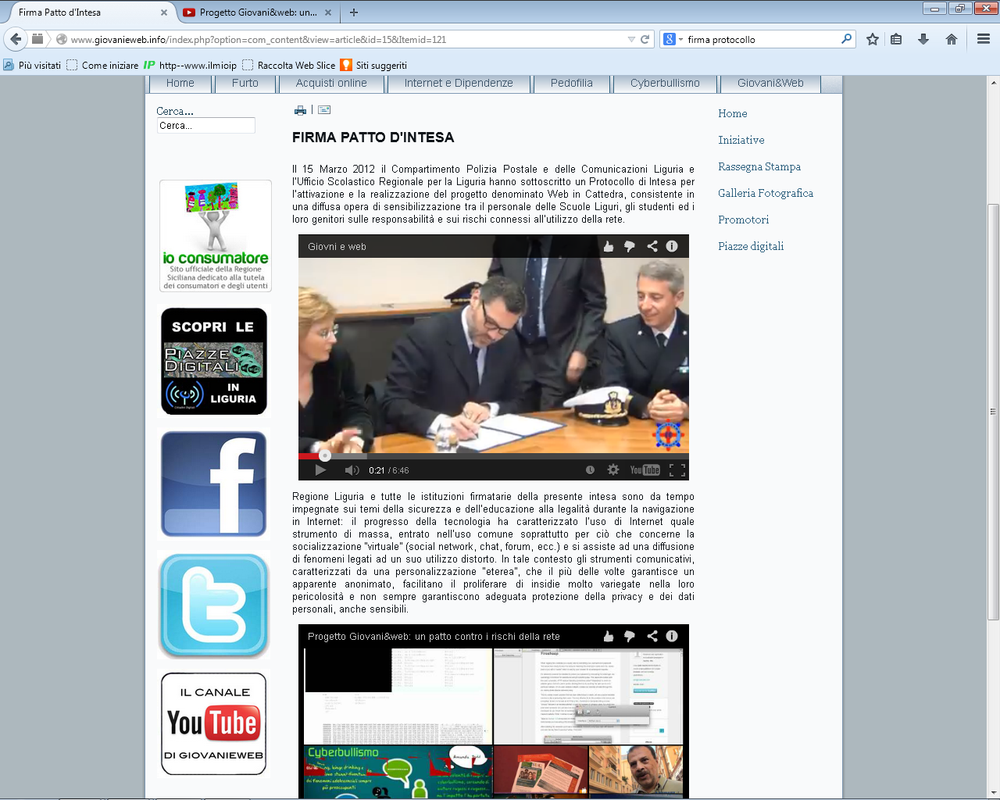 Firma Patto d'Intesa
Progetto Giovani&web: un...
www.giovanieweb.info/index.php?option=com_content&view=article&id=15&Itemid=121
firma protocollo
Più visitati
Come iniziare
IP http--www.ilmioip
Raccolta Web Slice
Siti suggeriti
Home
Furto
Acquisti online
Internet e Dipendenze
Pedofilia
Cyberbullismo
Giovani&Web
Cerca...
Cerca...
io consumatore
Sito ufficiale della Regione
Siciliana dedicato alla tutela
dei consumatori e degli utenti
SCOPRI LE
PIAZZE
DIGITALI
IN
LIGURIA
IL CANALE
YouTube
DI GIOVANIEWEB
FIRMA PATTO D'INTESA
Il 15 Marzo 2012 il Compartimento Polizia Postale e delle Comunicazioni Liguria e
l'Ufficio Scolastico Regionale per la Liguria hanno sottoscritto un Protocollo di Intesa per
l'attivazione e la realizzazione del progetto denominato Web in Cattedra, consistente in
una diffusa opera di sensibilizzazione tra il personale delle Scuole Liguri, gli studenti ed i
loro genitori sulle responsabilità e sui rischi connessi all'utilizzo della rete.
Giovni e web
0:21 / 6:46
YouTube
Regione Liguria e tutte le istituzioni firmatarie della presente intesa sono da tempo
impegnate sui temi della sicurezza e dell'educazione alla legalità durante la navigazione
in Internet: il progresso della tecnologia ha caratterizzato l'uso di Internet quale
strumento di massa, entrato nell'uso comune soprattutto per ciò che concerne la
socializzazione "virtuale" (social network, chat, forum, ecc.) e si assiste ad una diffusione
di fenomeni legati ad un suo utilizzo distorto. In tale contesto gli strumenti comunicativi,
caratterizzati da una personalizzazione "eterea", che il più delle volte garantisce un
apparente anonimato, facilitano il proliferare di insidie molto variegate nella loro
pericolosità e non sempre garantiscono adeguata protezione della privacy e dei dati
personali, anche sensibili.
Progetto Giovani&web: un patto contro i rischi della rete
Cyberbullismo
Amanda Todd
Home
Iniziative
Rassegna Stampa
Galleria Fotografica
Promotori
Piazze digitali